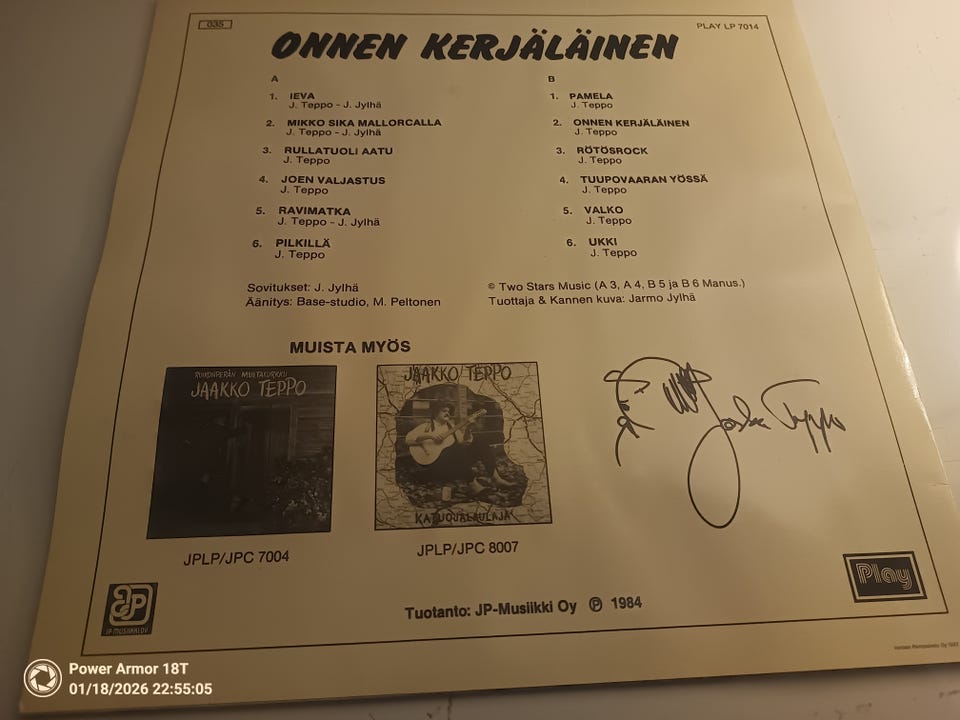 035
PLAY LP 7014
ONNEN KERJÄLÄINEN
A
1. IEVA
J. Teppo - J. Jylhä
2. MIKKO SIKA MALLORCALLA
J. Teppo - J. Jylhä
3. RULLATUOLI AATU
J. Teppo
4. JOEN VALJASTUS
J. Teppo
5. RAVIMATKA
J. Teppo - J. Jylhä
6. PILKILLÄ
J. Teppo
B
1. PAMELA
J. Teppo
2. ONNEN KERJÄLÄINEN
J. Teppo
3. RÖTÖSROCK
J. Teppo
4. TUUPOVAARAN YÖSSÄ
J. Teppo
5. VALKO
J. Teppo
6. UKKI
J. Teppo
Sovitukset: J. Jylhä
Äänitys: Base-studio, M. Peltonen
© Two Stars Music (A 3, A 4, B 5 ja B 6 Manus.)
Tuottaja & Kannen kuva: Jarmo Jylhä
MUISTA MYÖS
RUIKONPERÄN MULTAKURKKU
JAAKKO TEPPO
JAAKKO TEPPO
KATUOJALAULAJA
JPLP/JPC 7004
JPLP/JPC 8007
Teppo
JP
JP MUSIIKKI OY
Tuotanto: JP-Musiikki Oy ℗ 1984
Play
Power Armor 18T
01/18/2026 22:55:05